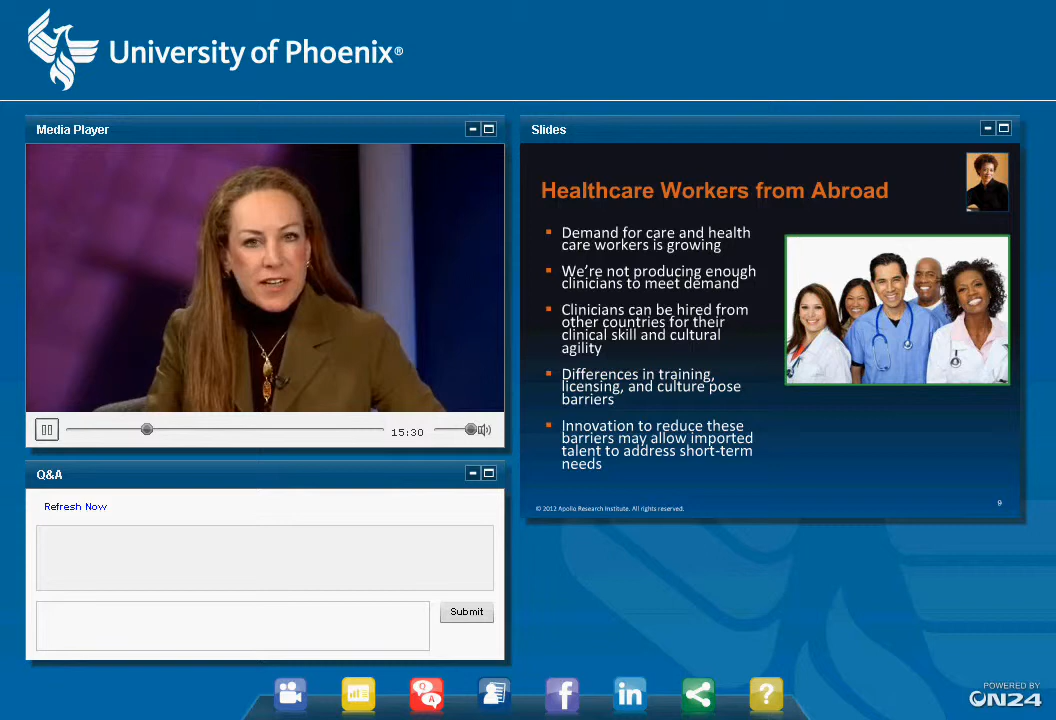 University of Phoenix®
Media Player
15:30
Q&A
Refresh Now
Submit
Slides
Healthcare Workers from Abroad
▪ Demand for care and health
care workers is growing
▪ We're not producing enough
clinicians to meet demand
▪ Clinicians can be hired from
other countries for their
clinical skill and cultural
agility
▪ Differences in training,
licensing, and culture pose
barriers
▪ Innovation to reduce these
barriers may allow imported
talent to address short-term
needs
© 2012 Apollo Research Institute. All rights reserved.
9
Q
A
f
in
?
POWERED BY
ON24